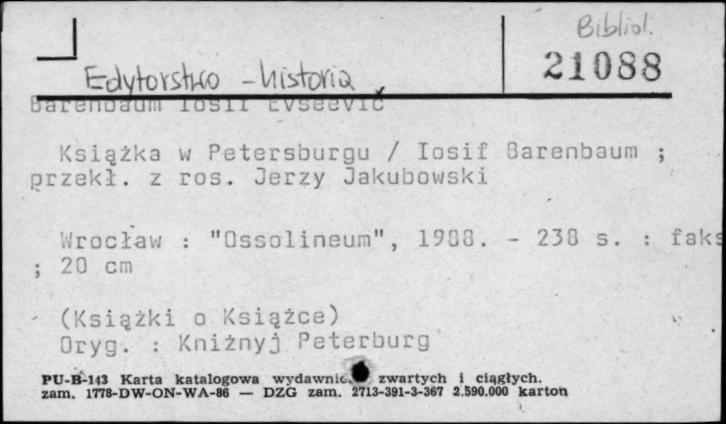 Bibliol.
21088
Edytorstwo - historia
Barenbaum Iosif Evseevič
Książka w Petersburgu / Iosif Barenbaum ;
przekł. z ros. Jerzy Jakubowski
Wrocław : "Ossolineum", 1988. - 238 s. : faks
; 20 cm
(Książki o Książce)
Oryg. : Kniżnyj Peterburg
PU-B-143 Karta katalogowa zwartych i ciągłych.
zam. 1778-DW-ON-WA-86 — DZG zam. 2713-391-3-367 2.590.000 karton